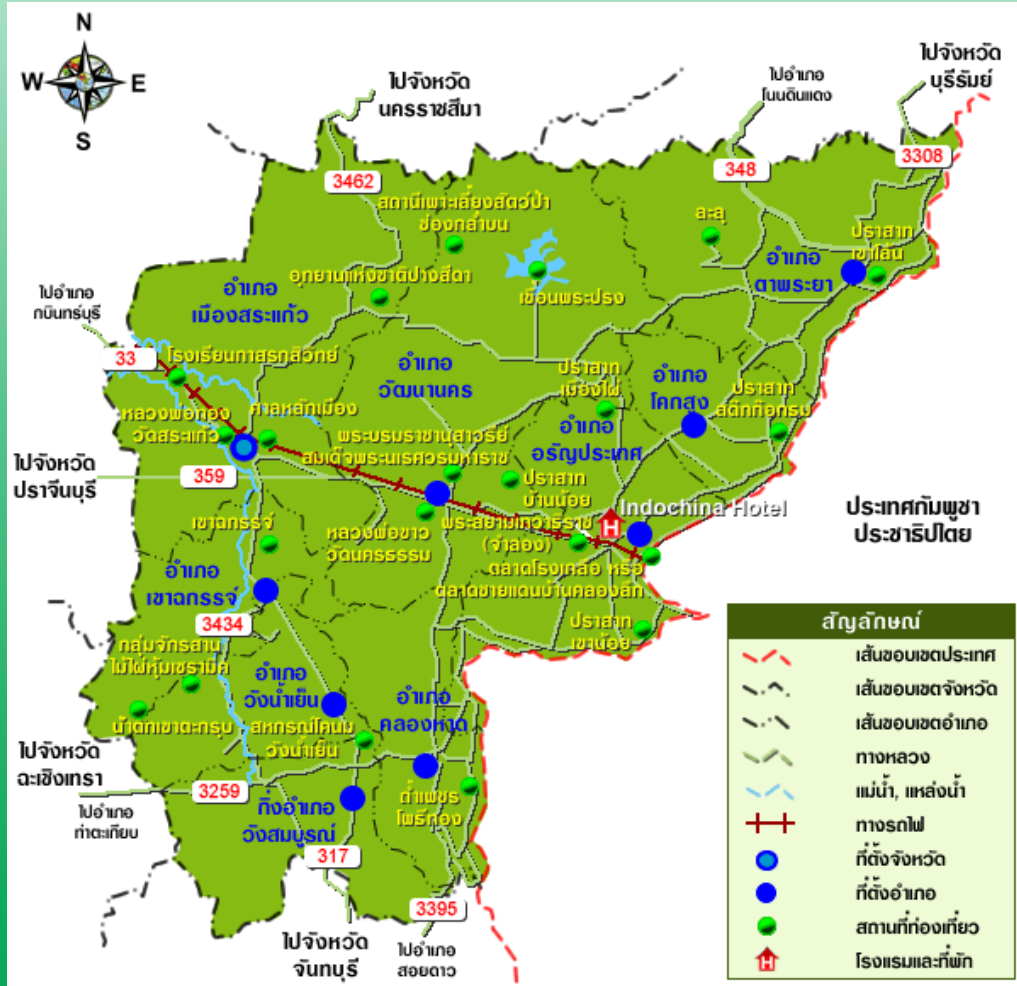 N
W
E
S
ไปจังหวัด
นครราชสีมา
ไปอำเภอ
โนนดินแดง
ไปจังหวัด
บุรีรัมย์
3462
348
3308
สถานีเพาะเลี้ยงสัตว์ป่า
ช่องกล่ำบน
ละลุ
ปราสาท
เขาโล้น
อำเภอ
ตาพระยา
อุทยานแห่งชาติปางสีดา
เขื่อนพระปรง
อำเภอ
เมืองสระแก้ว
ไปอำเภอ
กบินทร์บุรี
33
โรงเรียนกาสรกสิวิทย์
อำเภอ
วัฒนานคร
ปราสาท
เมืองไผ่
อำเภอ
โคกสูง
ปราสาท
สด๊กก๊อกธม
หลวงพ่อทอง
วัดสระแก้ว
ศาลหลักเมือง
พระบรมราชานุสาวรีย์
สมเด็จพระนเรศวรมหาราช
อำเภอ
อรัญประเทศ
ไปจังหวัด
ปราจีนบุรี
359
ปราสาท
บ้านน้อย
Indochina Hotel
H
ประเทศกัมพูชา
ประชาธิปไตย
เขาฉกรรจ์
หลวงพ่อขาว
วัดนครธรรม
พระสยามเทวาธิราช
(จำลอง)
ตลาดโรงเกลือ หรือ
ตลาดชายแดนบ้านคลองลึก
อำเภอ
เขาฉกรรจ์
3434
ปราสาท
เขาน้อย
กลุ่มจักรสาน
ไม้ไผ่หุ้มเซรามิค
อำเภอ
วังน้ำเย็น
อำเภอ
คลองหาด
น้ำตกเขาตะกรุบ
สหกรณ์โคนม
วังน้ำเย็น
ไปจังหวัด
ฉะเชิงเทรา
3259
ไปอำเภอ
ท่าตะเกียบ
กิ่งอำเภอ
วังสมบูรณ์
ถ้ำเพชร
โพธิ์ทอง
317
3395
ไปจังหวัด
จันทบุรี
ไปอำเภอ
สอยดาว
สัญลักษณ์
เส้นขอบเขตประเทศ
เส้นขอบเขตจังหวัด
เส้นขอบเขตอำเภอ
ทางหลวง
แม่น้ำ, แหล่งน้ำ
ทางรถไฟ
ที่ตั้งจังหวัด
ที่ตั้งอำเภอ
สถานที่ท่องเที่ยว
H
โรงแรมและที่พัก